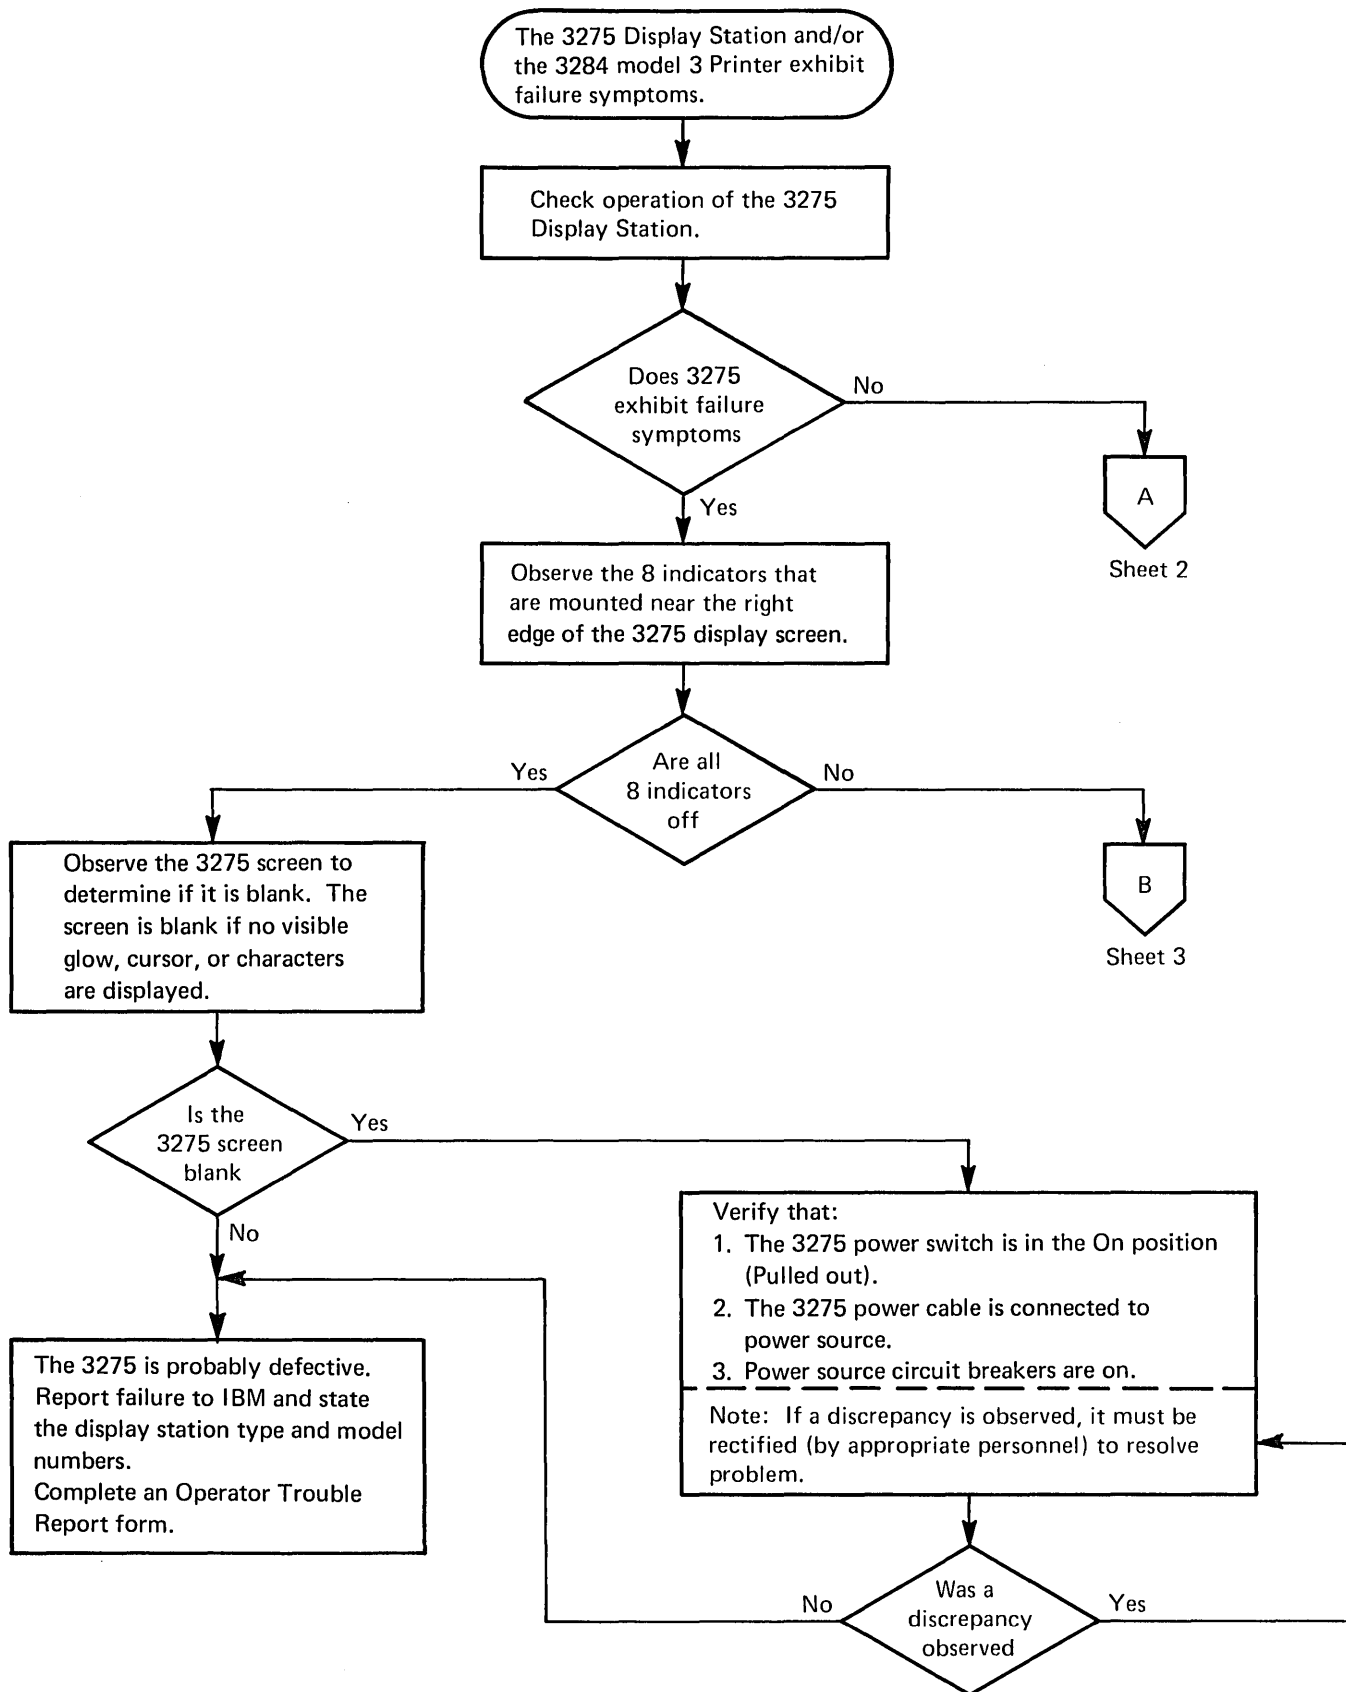 The 3275 Display Station and/or
the 3284 model 3 Printer exhibit
failure symptoms.
Check operation of the 3275
Display Station.
Does 3275
exhibit failure
symptoms
No
A
Sheet 2
Yes
Observe the 8 indicators that
are mounted near the right
edge of the 3275 display screen.
Are all
8 indicators
off
Yes
No
B
Sheet 3
Observe the 3275 screen to
determine if it is blank. The
screen is blank if no visible
glow, cursor, or characters
are displayed.
Is the
3275 screen
blank
Yes
No
Verify that:
1. The 3275 power switch is in the On position
(Pulled out).
2. The 3275 power cable is connected to
power source.
3. Power source circuit breakers are on.
Note: If a discrepancy is observed, it must be
rectified (by appropriate personnel) to resolve
problem.
The 3275 is probably defective.
Report failure to IBM and state
the display station type and model
numbers.
Complete an Operator Trouble
Report form.
Was a
discrepancy
observed
No
Yes